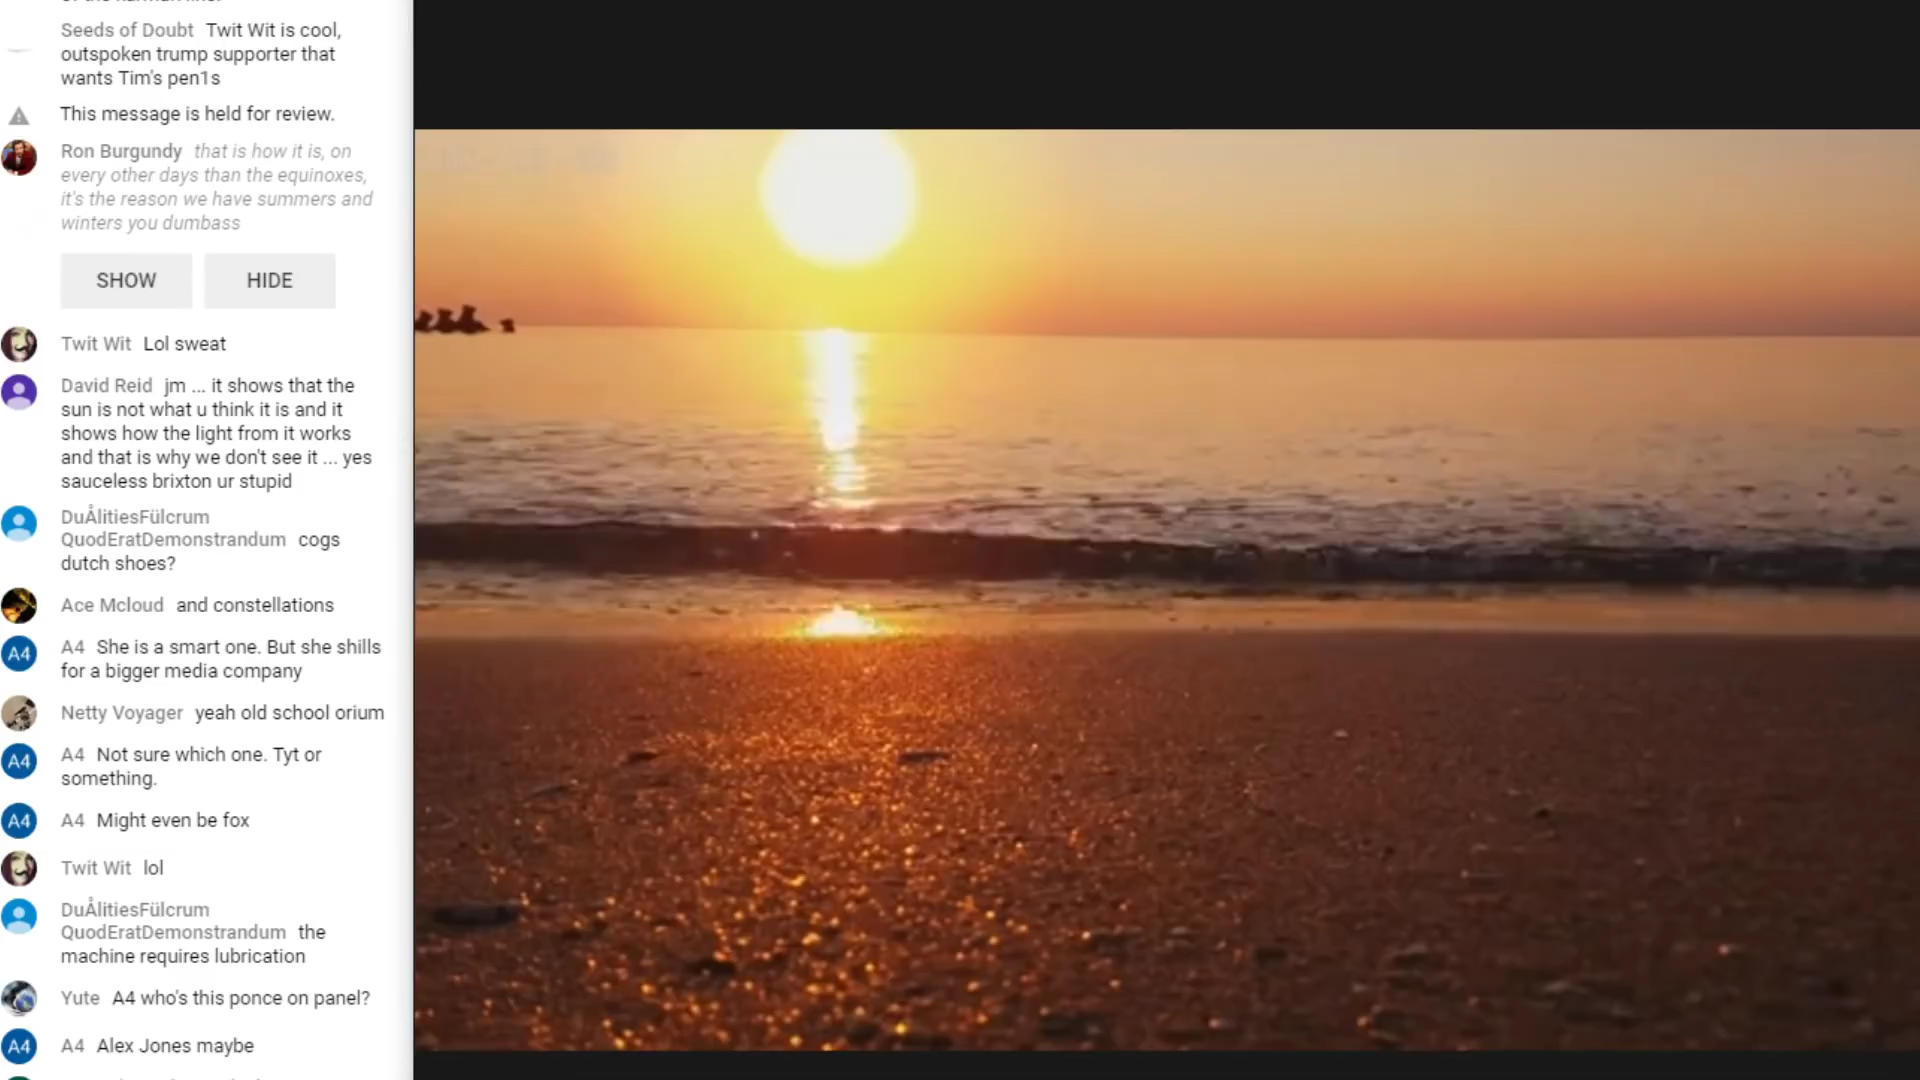 Seeds of Doubt Twit Wit is cool,
outspoken trump supporter that
wants Tim's pen1s
This message is held for review.
Ron Burgundy that is how it is, on
every other days than the equinoxes,
it's the reason we have summers and
winters you dumbass
SHOW HIDE
Twit Wit Lol sweat
David Reid jm ... it shows that the
sun is not what u think it is and it
shows how the light from it works
and that is why we don't see it ... yes
sauceless brixton ur stupid
DuÅlitiesFülcrum
QuodEratDemonstrandum cogs
dutch shoes?
Ace Mcloud and constellations
A4 A4 She is a smart one. But she shills
for a bigger media company
Netty Voyager yeah old school orium
A4 A4 Not sure which one. Tyt or
something.
A4 A4 Might even be fox
Twit Wit lol
DuÅlitiesFülcrum
QuodEratDemonstrandum the
machine requires lubrication
Yute A4 who's this ponce on panel?
A4 A4 Alex Jones maybe